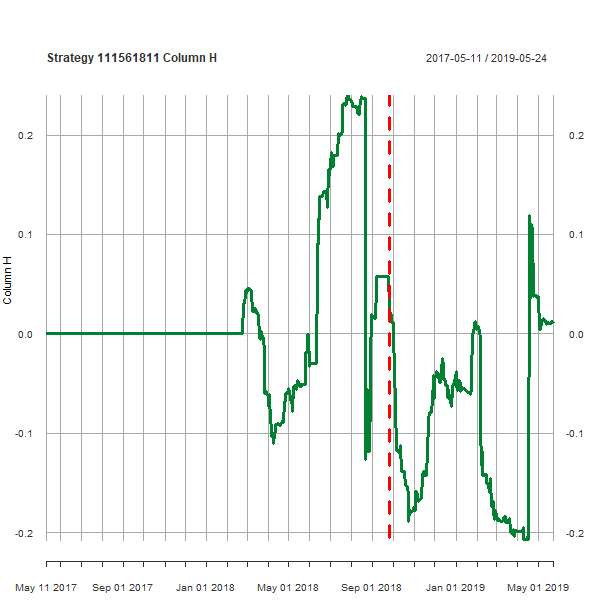 Strategy 111561811 Column H
2017-05-11 / 2019-05-24
0.2
0.2
0.1
0.1
Column H
0.0
0.0
-0.1
-0.1
-0.2
-0.2
May 11 2017
Sep 01 2017
Jan 01 2018
May 01 2018
Sep 01 2018
Jan 01 2019
May 01 2019